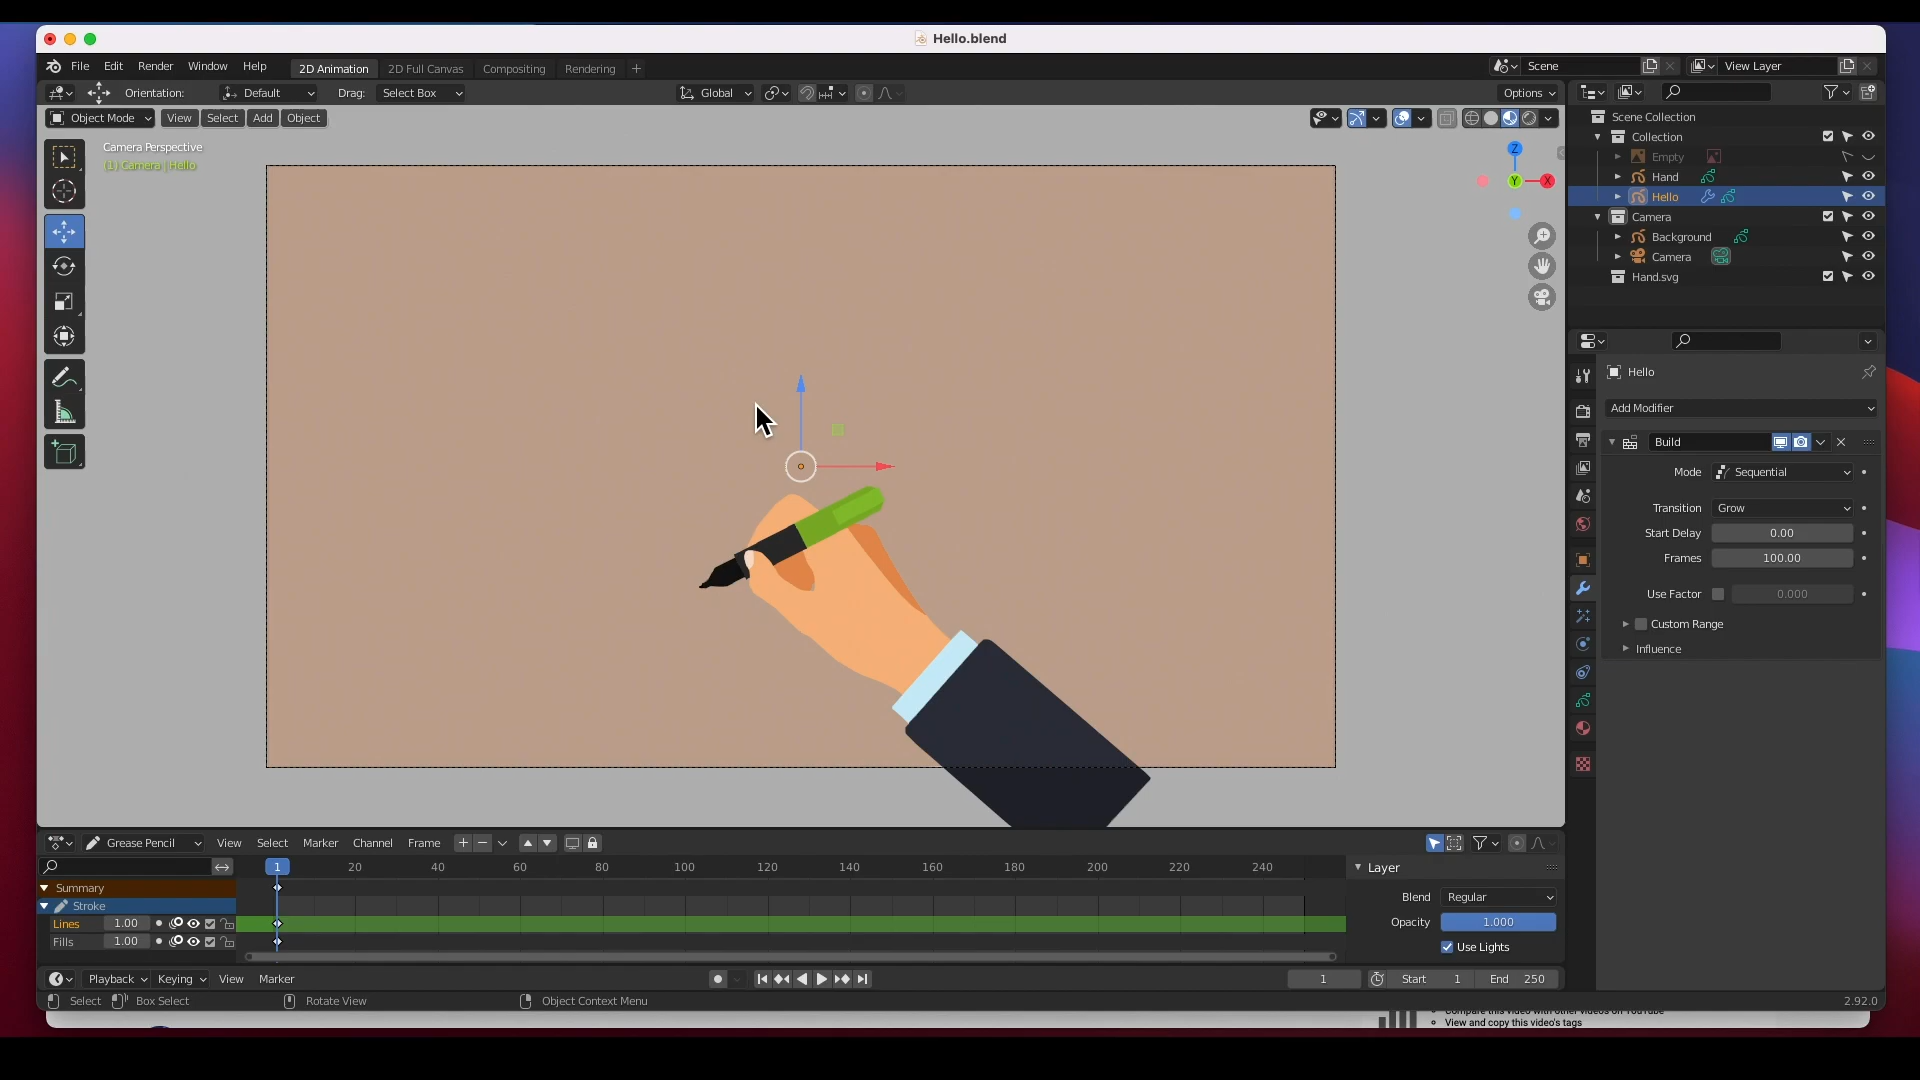 Hello.blend
File Edit Render Window Help 2D Animation 2D Full Canvas Compositing Rendering + Scene View Layer
Orientation: Default Drag: Select Box Global Options
Object Mode View Select Add Object
Camera Perspective
(1) Camera | Hello
Z
Y X
Scene Collection
Collection
Empty
Hand
Hello
Camera
Background
Camera
Hand.svg
Hello
Add Modifier
Build
Mode Sequential
Transition Grow
Start Delay 0.00
Frames 100.00
Use Factor 0.000
Custom Range
Influence
Grease Pencil View Select Marker Channel Frame
1 20 40 60 80 100 120 140 160 180 200 220 240
Summary
Stroke
Lines 1.00
Fills 1.00
Layer
Blend Regular
Opacity 1.000
Use Lights
Playback Keying View Marker 1 Start 1 End 250
Select Box Select Rotate View Object Context Menu 2.92.0
View and copy this video's tags